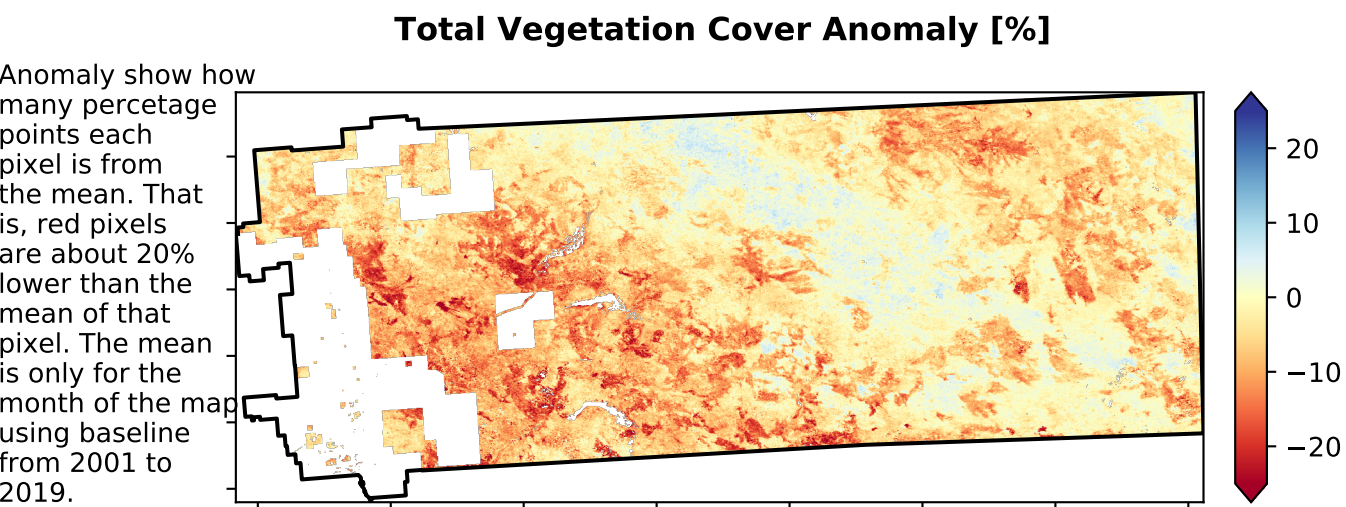 Total Vegetation Cover Anomaly [%]
Anomaly show how
many percetage
points each
pixel is from
the mean. That
is, red pixels
are about 20%
lower than the
mean of that
pixel. The mean
is only for the
month of the map
using baseline
from 2001 to
2019.
20
10
0
−10
−20